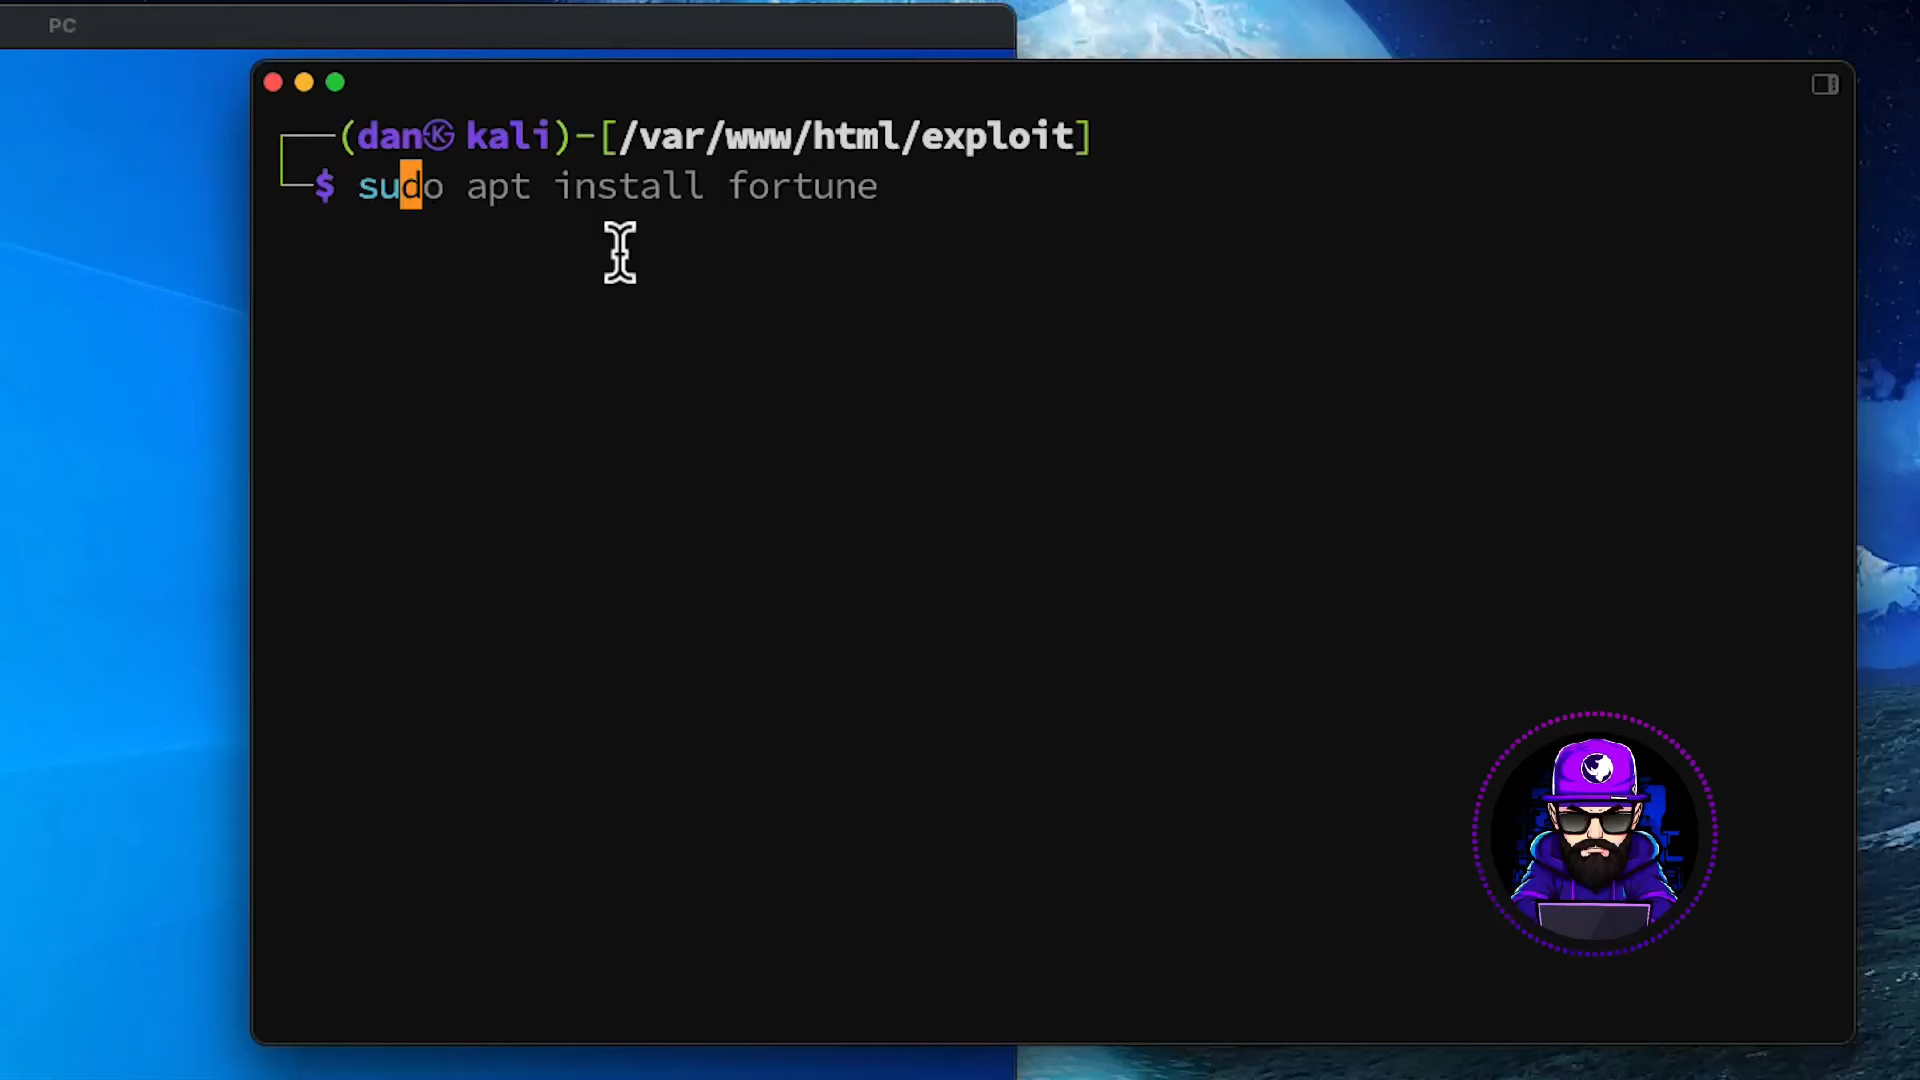 PC
(dan㉿kali)-[/var/www/html/exploit]
$ sudo apt install fortune